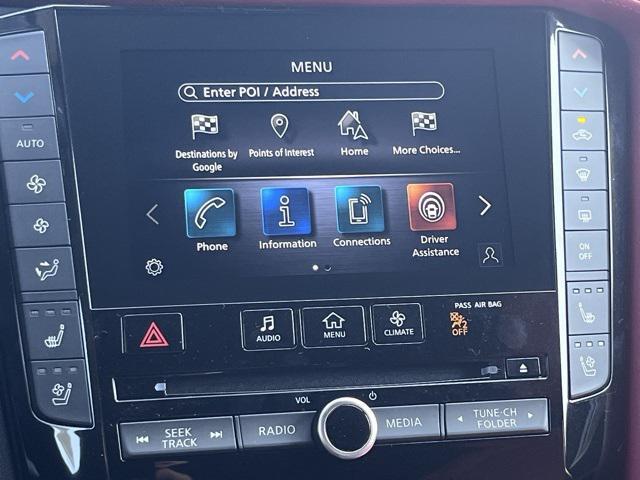 MENU
Enter POI / Address
Destinations by
Google
Points of Interest
Home
More Choices...
Phone
Information
Connections
Driver
Assistance
AUTO
ON
OFF
AUDIO
MENU
CLIMATE
PASS AIR BAG
2
OFF
VOL
SEEK
TRACK
RADIO
MEDIA
TUNE·CH
FOLDER